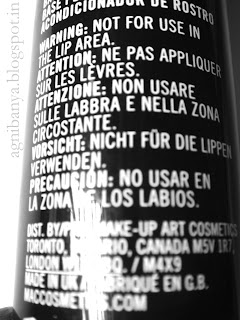 ACONDICIONADOR DE ROSTRO
WARNING: NOT FOR USE IN
THE LIP AREA.
ATTENTION: NE PAS APPLIQUER
SUR LES LÈVRES.
ATTENZIONE: NON USARE
SULLE LABBRA E NELLA ZONA
CIRCOSTANTE.
VORSICHT: NICHT FÜR DIE LIPPEN
VERWENDEN.
PRECAUCIÓN: NO USAR EN
LA ZONA DE LOS LABIOS.
DIST. BY/ MAKE-UP ART COSMETICS
TORONTO, CANADA M5V 1R7,
LONDON / M4X9
MADE IN UK EN G.B.
MACCOSMETICS.COM
agnibanya.blogspot.in